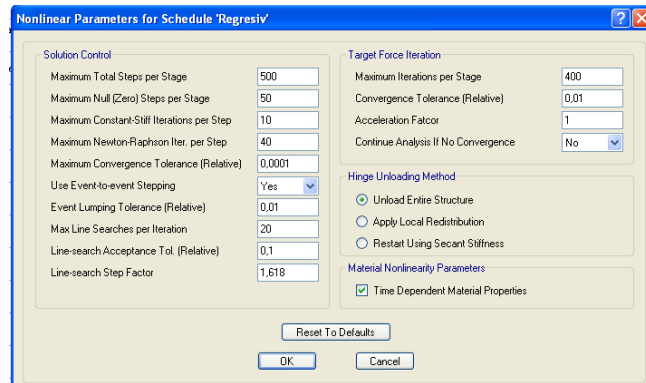 Nonlinear Parameters for Schedule 'Regresiv'
Solution Control
Maximum Total Steps per Stage 500
Maximum Null (Zero) Steps per Stage 50
Maximum Constant-Stiff Iterations per Step 10
Maximum Newton-Raphson Iter. per Step 40
Maximum Convergence Tolerance (Relative) 0,0001
Use Event-to-event Stepping Yes
Event Lumping Tolerance (Relative) 0,01
Max Line Searches per Iteration 20
Line-search Acceptance Tol. (Relative) 0,1
Line-search Step Factor 1,618
Target Force Iteration
Maximum Iterations per Stage 400
Convergence Tolerance (Relative) 0,01
Acceleration Fatcor 1
Continue Analysis If No Convergence No
Hinge Unloading Method
Unload Entire Structure
Apply Local Redistribution
Restart Using Secant Stiffness
Material Nonlinearity Parameters
Time Dependent Material Properties
Reset To Defaults
OK Cancel